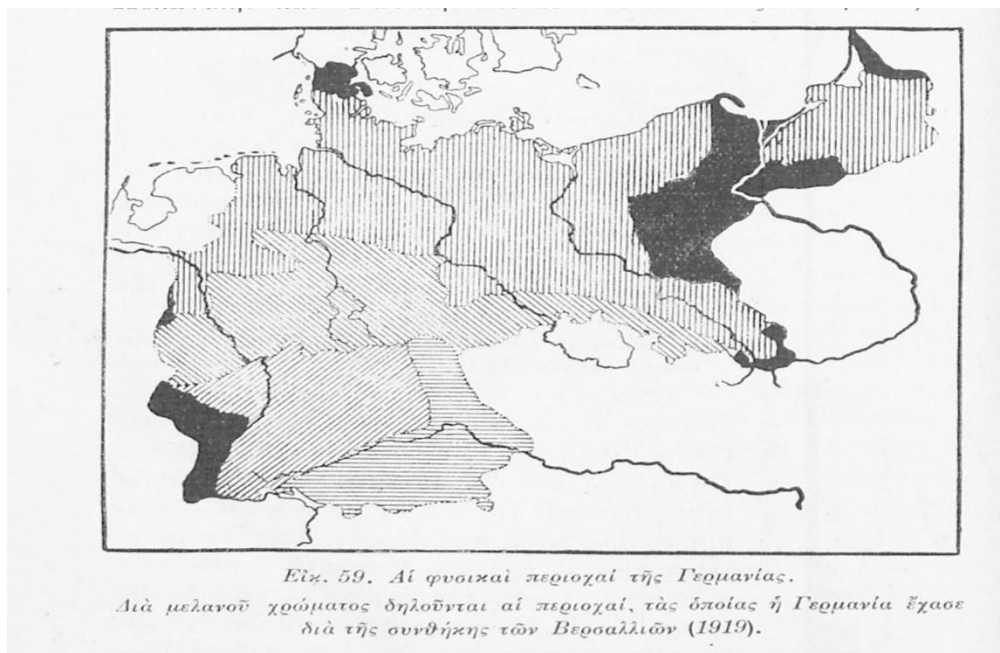 Εἰκ. 59. Αἱ φυσικαὶ περιοχαὶ τῆς Γερμανίας.
Διὰ μελανοῦ χρώματος δηλοῦνται αἱ περιοχαί, τὰς ὁποίας ἡ Γερμανία ἔχασε
διὰ τῆς συνθήκης τῶν Βερσαλλιῶν (1919).